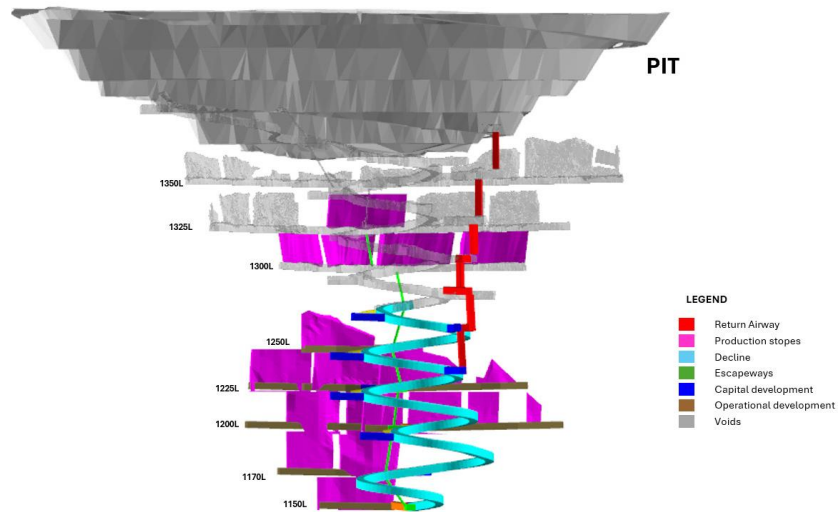 PIT
1350L
1325L
1300L
1250L
1225L
1200L
1170L
1150L
LEGEND
Return Airway
Production stopes
Decline
Escapeways
Capital development
Operational development
Voids